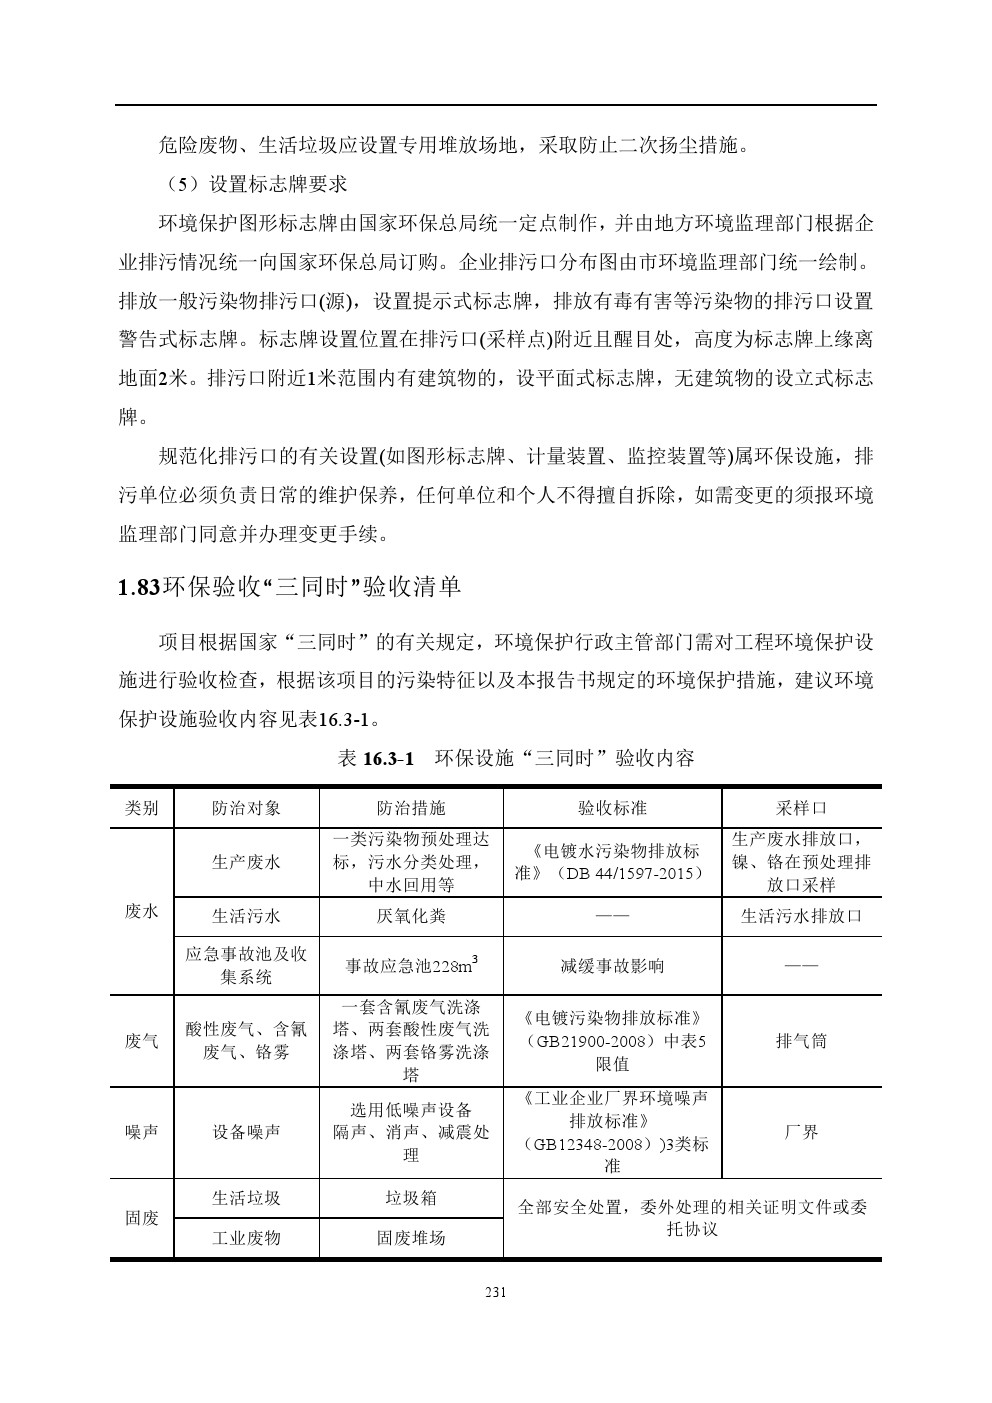 危险废物、生活垃圾应设置专用堆放场地，采取防止二次扬尘措施。
（5）设置标志牌要求
环境保护图形标志牌由国家环保总局统一定点制作，并由地方环境监理部门根据企
业排污情况统一向国家环保总局订购。企业排污口分布图由市环境监理部门统一绘制。
排放一般污染物排污口(源)，设置提示式标志牌，排放有毒有害等污染物的排污口设置
警告式标志牌。标志牌设置位置在排污口(采样点)附近且醒目处，高度为标志牌上缘离
地面2米。排污口附近1米范围内有建筑物的，设平面式标志牌，无建筑物的设立式标志
牌。
规范化排污口的有关设置(如图形标志牌、计量装置、监控装置等)属环保设施，排
污单位必须负责日常的维护保养，任何单位和个人不得擅自拆除，如需变更的须报环境
监理部门同意并办理变更手续。
1.83环保验收“三同时”验收清单
项目根据国家“三同时”的有关规定，环境保护行政主管部门需对工程环境保护设
施进行验收检查，根据该项目的污染特征以及本报告书规定的环境保护措施，建议环境
保护设施验收内容见表16.3-1。
表 16.3-1 环保设施“三同时”验收内容
类别 防治对象 防治措施 验收标准 采样口
废水
生产废水
一类污染物预处理达
标，污水分类处理，
中水回用等
《电镀水污染物排放标
准》（DB 44/1597-2015）
生产废水排放口，
镍、铬在预处理排
放口采样
生活污水 厌氧化粪 —— 生活污水排放口
应急事故池及收
集系统
事故应急池228m³ 减缓事故影响 ——
废气
酸性废气、含氰
废气、铬雾
一套含氰废气洗涤
塔、两套酸性废气洗
涤塔、两套铬雾洗涤
塔
《电镀污染物排放标准》
（GB21900-2008）中表5
限值
排气筒
噪声
设备噪声
选用低噪声设备
隔声、消声、减震处
理
《工业企业厂界环境噪声
排放标准》
（GB12348-2008）)3类标
准
厂界
固废
生活垃圾 垃圾箱
全部安全处置，委外处理的相关证明文件或委
托协议
工业废物 固废堆场
231